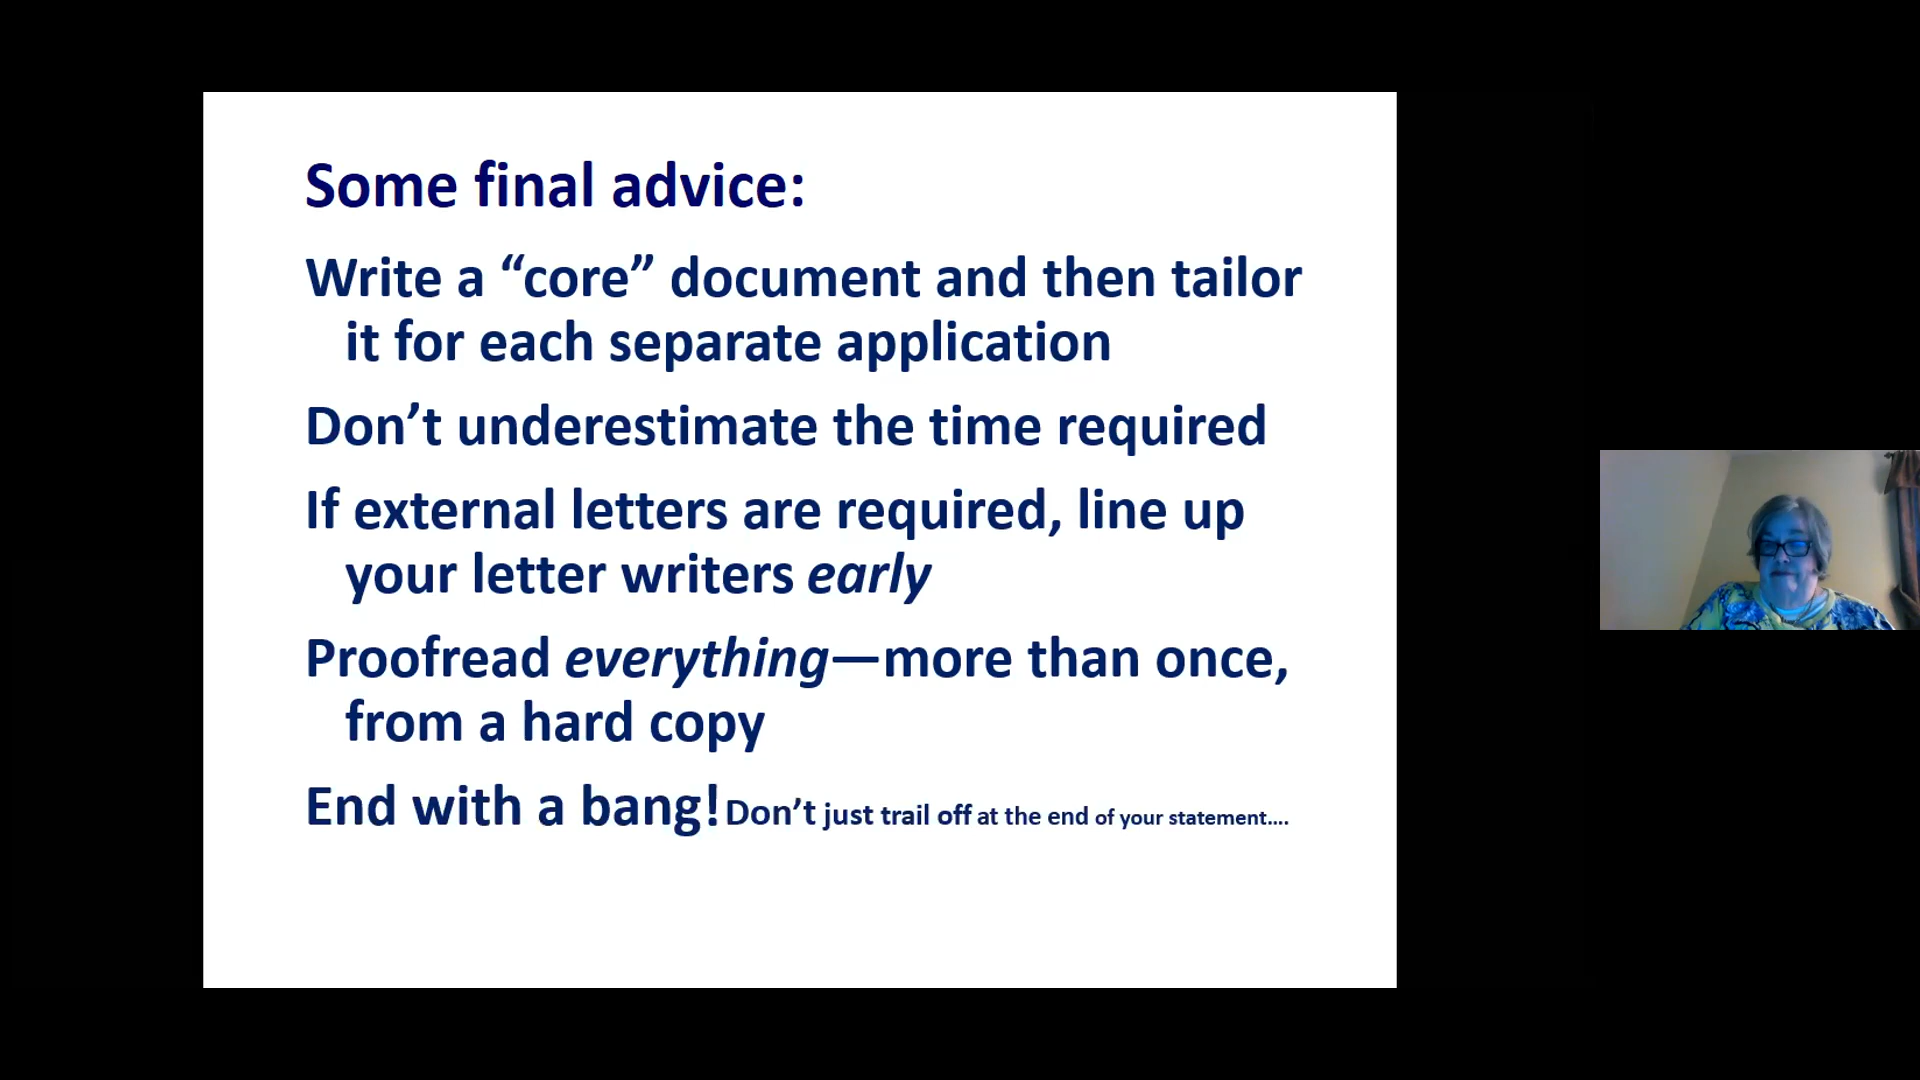 Some final advice:
Write a “core” document and then tailor
it for each separate application
Don’t underestimate the time required
If external letters are required, line up
your letter writers early
Proofread everything—more than once,
from a hard copy
End with a bang! Don’t just trail off at the end of your statement....